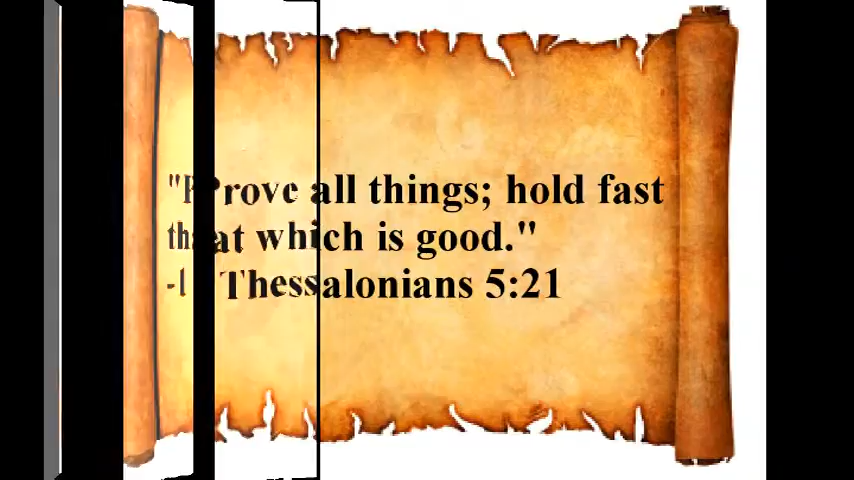 "Prove all things; hold fast
that which is good."
-1 Thessalonians 5:21